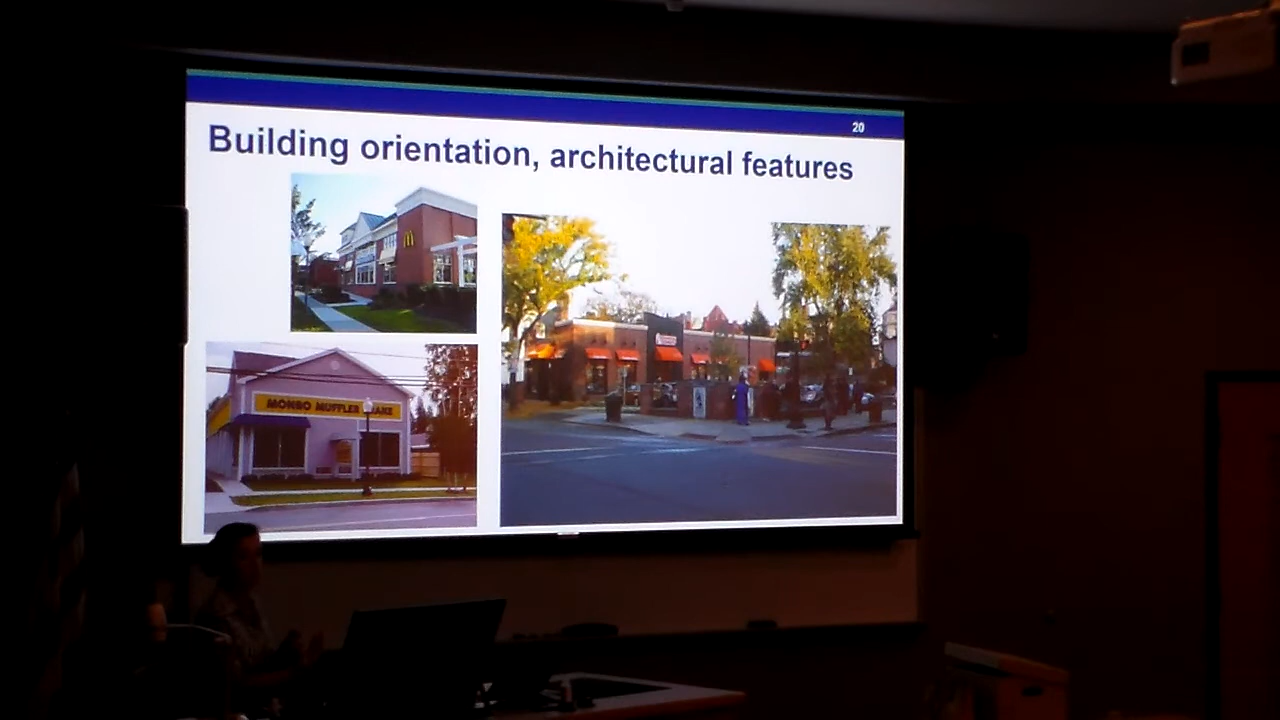 20
Building orientation, architectural features
MONRO MUFFLER BRAKE